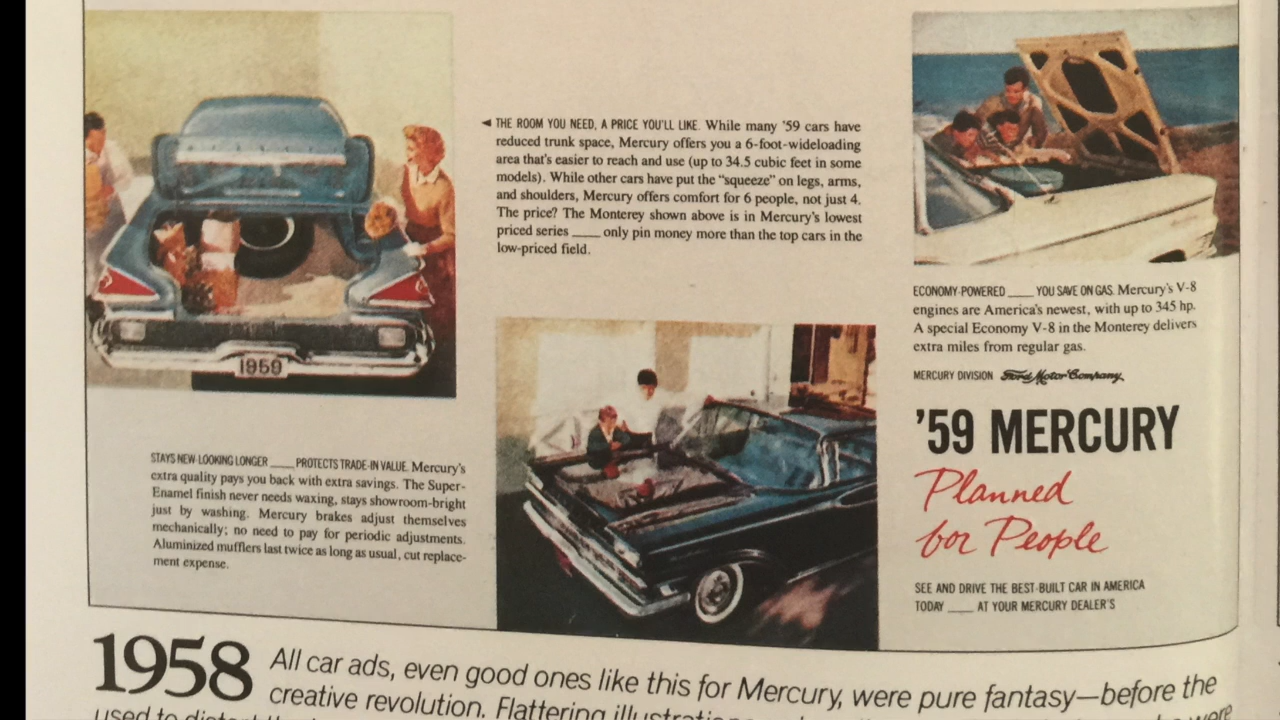 1959
◄ THE ROOM YOU NEED, A PRICE YOU'LL LIKE. While many '59 cars have
reduced trunk space, Mercury offers you a 6-foot-wideloading
area that's easier to reach and use (up to 34.5 cubic feet in some
models). While other cars have put the “squeeze” on legs, arms,
and shoulders, Mercury offers comfort for 6 people, not just 4.
The price? The Monterey shown above is in Mercury's lowest
priced series ____ only pin money more than the top cars in the
low-priced field.
STAYS NEW-LOOKING LONGER ____ PROTECTS TRADE-IN VALUE. Mercury's
extra quality pays you back with extra savings. The Super-
Enamel finish never needs waxing, stays showroom-bright
just by washing. Mercury brakes adjust themselves
mechanically; no need to pay for periodic adjustments.
Aluminized mufflers last twice as long as usual, cut replace-
ment expense.
ECONOMY-POWERED ____ YOU SAVE ON GAS. Mercury's V-8
engines are America's newest, with up to 345 hp.
A special Economy V-8 in the Monterey delivers
extra miles from regular gas.
MERCURY DIVISION Ford Motor Company
'59 MERCURY
Planned
for People
SEE AND DRIVE THE BEST-BUILT CAR IN AMERICA
TODAY ____ AT YOUR MERCURY DEALER'S
1958 All car ads, even good ones like this for Mercury, were pure fantasy—before the
creative revolution. Flattering
used to were